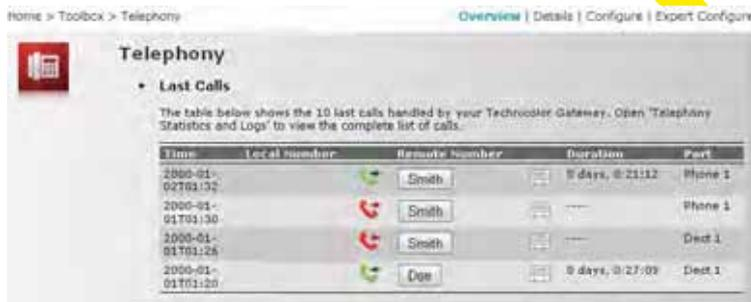 Home > Toolbox > Telephony
Overview | Details | Configure | Expert Configure
Telephony
• Last Calls
The table below shows the 10 last calls handled by your Technicolor Gateway. Open 'Telephony
Statistics and Logs' to view the complete list of calls.
Time Local Number Remote Number Duration Port
2000-01-
02T01:32 Smith 0 days, 0:21:12 Phone 1
2000-01-
01T01:30 Smith ---- Phone 1
2000-01-
01T01:26 Smith ---- Dect 1
2000-01-
01T01:20 Doe 0 days, 0:27:09 Dect 1